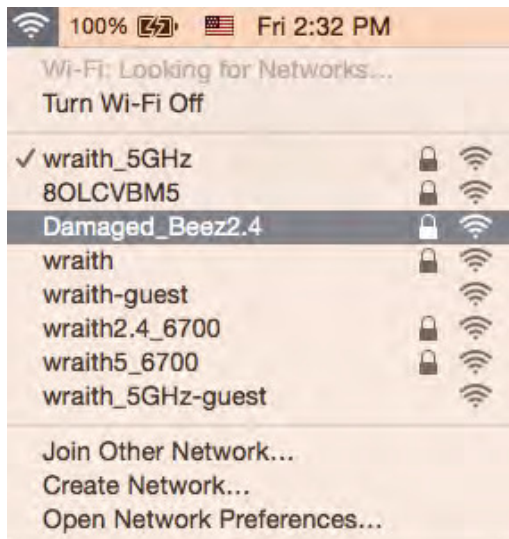 100% Fri 2:32 PM
Wi-Fi: Looking for Networks...
Turn Wi-Fi Off
✓ wraith_5GHz
8OLCVBM5
Damaged_Beez2.4
wraith
wraith-guest
wraith2.4_6700
wraith5_6700
wraith_5GHz-guest
Join Other Network...
Create Network...
Open Network Preferences...